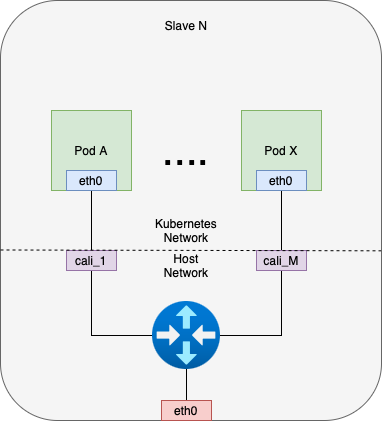 Slave N
Pod A
....
Pod X
eth0
eth0
Kubernetes
Network
cali_1
Host
Network
cali_M
eth0